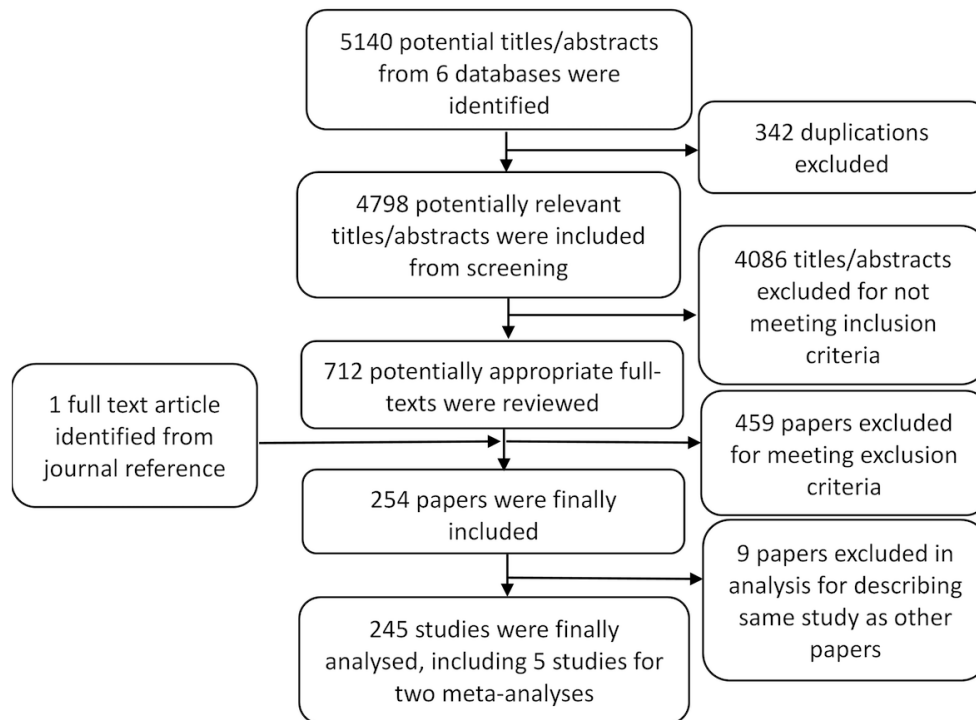 5140 potential titles/abstracts
from 6 databases were
identified
342 duplications
excluded
4798 potentially relevant
titles/abstracts were included
from screening
4086 titles/abstracts
excluded for not
meeting inclusion
criteria
712 potentially appropriate full-
texts were reviewed
1 full text article
identified from
journal reference
459 papers excluded
for meeting exclusion
criteria
254 papers were finally
included
9 papers excluded in
analysis for describing
same study as other
papers
245 studies were finally
analysed, including 5 studies for
two meta-analyses